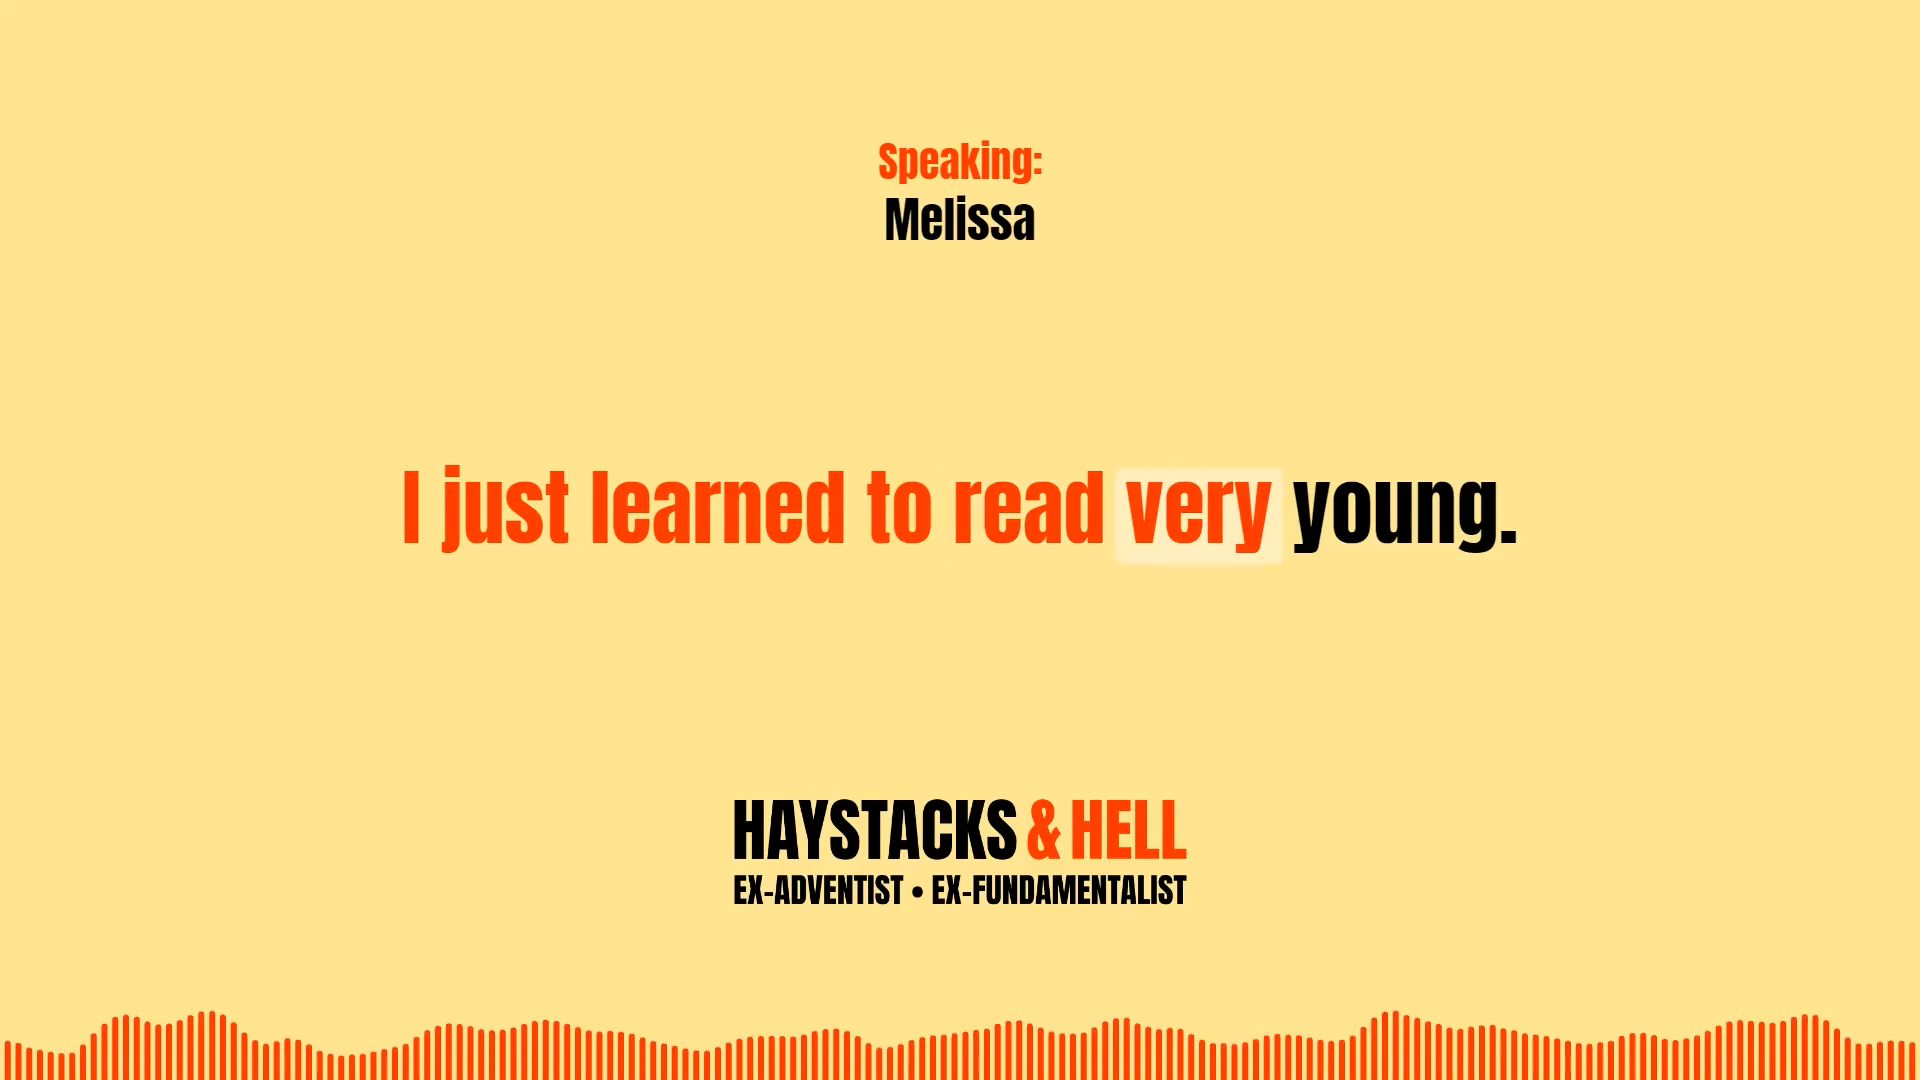 Speaking:
Melissa
I just learned to read very young.
HAYSTACKS & HELL
EX-ADVENTIST • EX-FUNDAMENTALIST